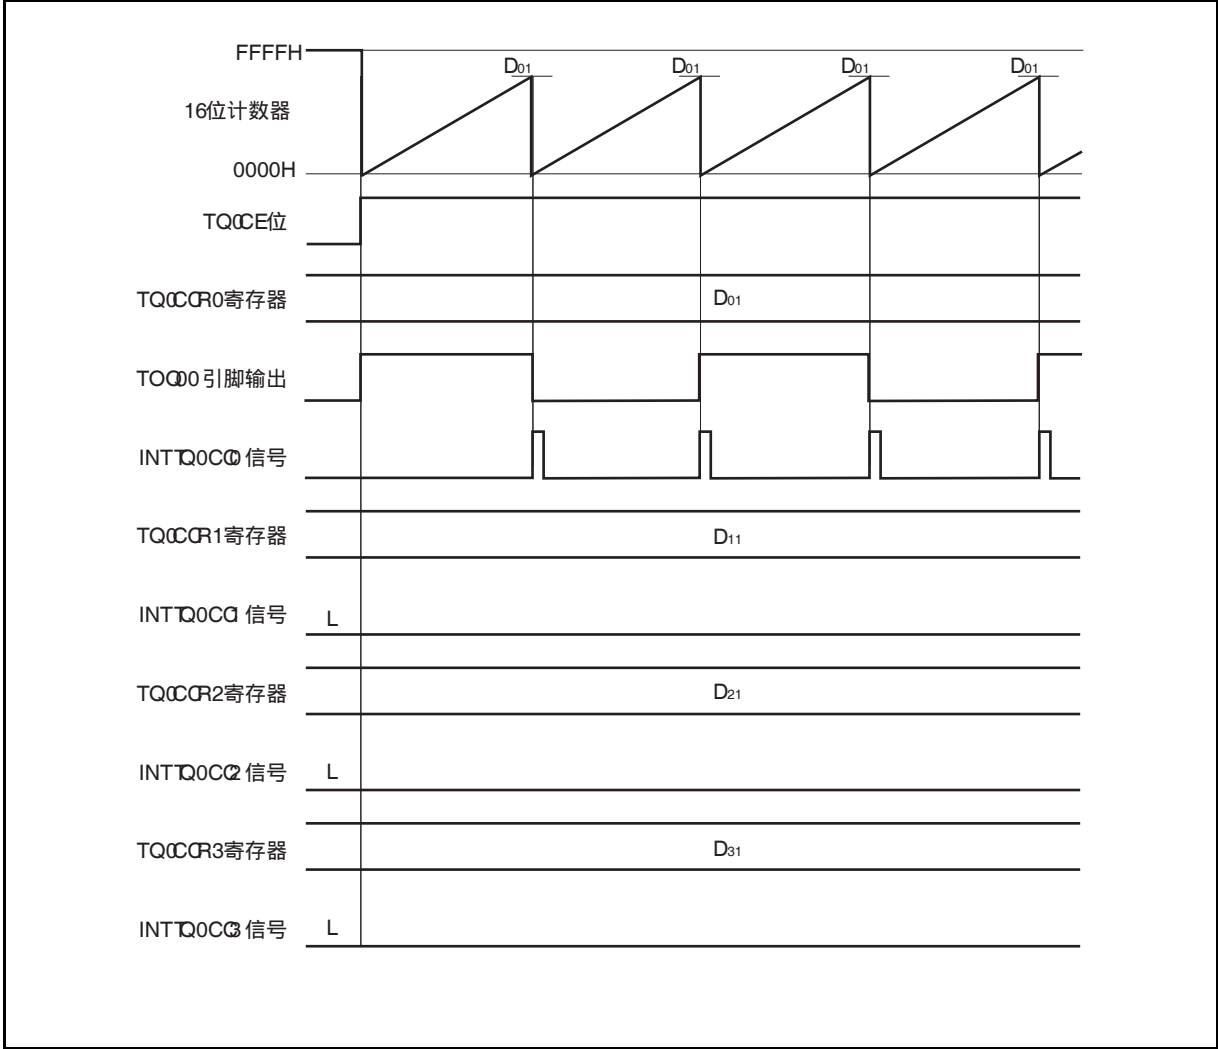 FFFFH
D01 D01 D01 D01
16位计数器
0000H
TQ0CE位
TQ0CCR0寄存器 D01
TOQ00引脚输出
INTTQ0CC0信号
TQ0CCR1寄存器 D11
INTTQ0CC1信号 L
TQ0CCR2寄存器 D21
INTTQ0CC2信号 L
TQ0CCR3寄存器 D31
INTTQ0CC3信号 L